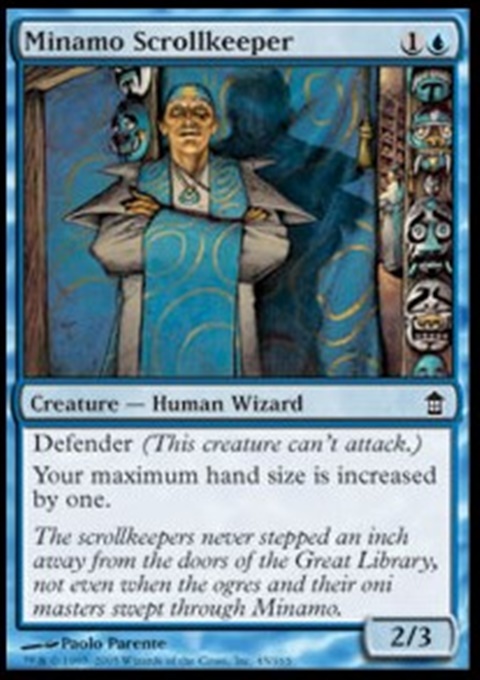 Minamo Scrollkeeper 1
Creature — Human Wizard
Defender (This creature can't attack.)
Your maximum hand size is increased
by one.
The scrollkeepers never stepped an inch
away from the doors of the Great Library,
not even when the ogres and their oni
masters swept through Minamo.
Paolo Parente
2/3